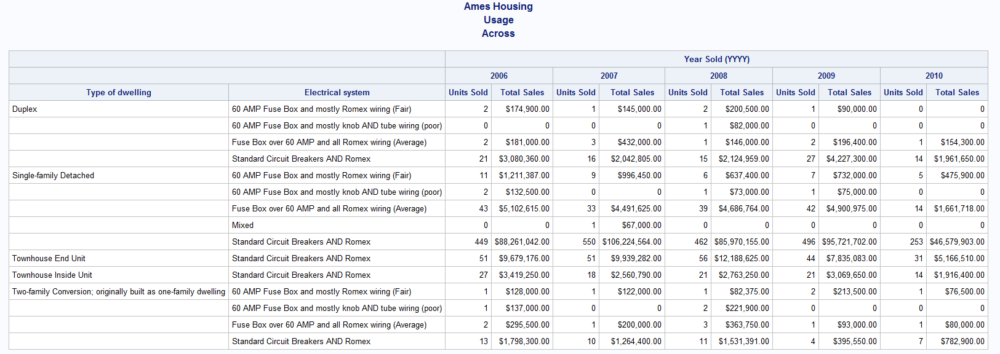 Ames Housing
Usage
Across
Year Sold (YYYY)
2006 2007 2008 2009 2010
Type of dwelling Electrical system Units Sold Total Sales Units Sold Total Sales Units Sold Total Sales Units Sold Total Sales Units Sold Total Sales
Duplex 60 AMP Fuse Box and mostly Romex wiring (Fair) 2 $174,900.00 1 $145,000.00 2 $200,500.00 1 $90,000.00 0 0
60 AMP Fuse Box and mostly knob AND tube wiring (poor) 0 0 0 0 1 $82,000.00 0 0 0 0
Fuse Box over 60 AMP and all Romex wiring (Average) 2 $181,000.00 3 $432,000.00 1 $146,000.00 2 $196,400.00 1 $154,300.00
Standard Circuit Breakers AND Romex 21 $3,080,360.00 16 $2,042,805.00 15 $2,124,959.00 27 $4,227,300.00 14 $1,961,650.00
Single-family Detached 60 AMP Fuse Box and mostly Romex wiring (Fair) 11 $1,211,387.00 9 $996,450.00 6 $637,400.00 7 $732,000.00 5 $475,900.00
60 AMP Fuse Box and mostly knob AND tube wiring (poor) 2 $132,500.00 0 0 1 $73,000.00 1 $75,000.00 0 0
Fuse Box over 60 AMP and all Romex wiring (Average) 43 $5,102,615.00 33 $4,491,625.00 39 $4,686,764.00 42 $4,900,975.00 14 $1,661,718.00
Mixed 0 0 1 $67,000.00 0 0 0 0 0 0
Standard Circuit Breakers AND Romex 449 $88,261,042.00 550 $106,224,564.00 462 $85,970,155.00 496 $95,721,702.00 253 $46,579,903.00
Townhouse End Unit Standard Circuit Breakers AND Romex 51 $9,679,176.00 51 $9,939,282.00 56 $12,188,625.00 44 $7,835,083.00 31 $5,166,510.00
Townhouse Inside Unit Standard Circuit Breakers AND Romex 27 $3,419,250.00 18 $2,560,790.00 21 $2,763,250.00 21 $3,069,650.00 14 $1,916,400.00
Two-family Conversion; originally built as one-family dwelling 60 AMP Fuse Box and mostly Romex wiring (Fair) 1 $128,000.00 1 $122,000.00 1 $82,375.00 2 $213,500.00 1 $76,500.00
60 AMP Fuse Box and mostly knob AND tube wiring (poor) 1 $137,000.00 0 0 2 $221,900.00 0 0 0 0
Fuse Box over 60 AMP and all Romex wiring (Average) 2 $295,500.00 1 $200,000.00 3 $363,750.00 1 $93,000.00 1 $80,000.00
Standard Circuit Breakers AND Romex 13 $1,798,300.00 10 $1,264,400.00 11 $1,531,391.00 4 $395,550.00 7 $782,900.00